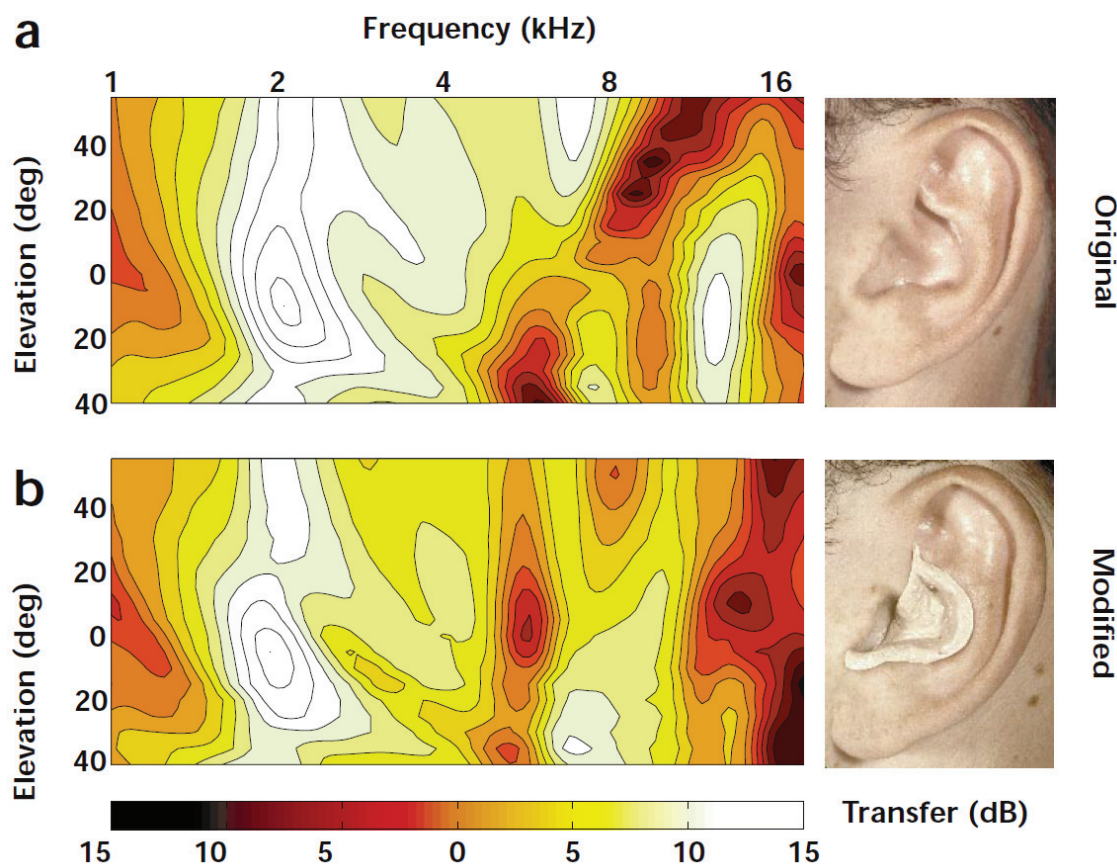 a
Frequency (kHz)
1 2 4 8 16
Elevation (deg)
40
20
0
20
40
Original
b
Elevation (deg)
40
20
0
20
40
Modified
15 10 5 0 5 10 15
Transfer (dB)